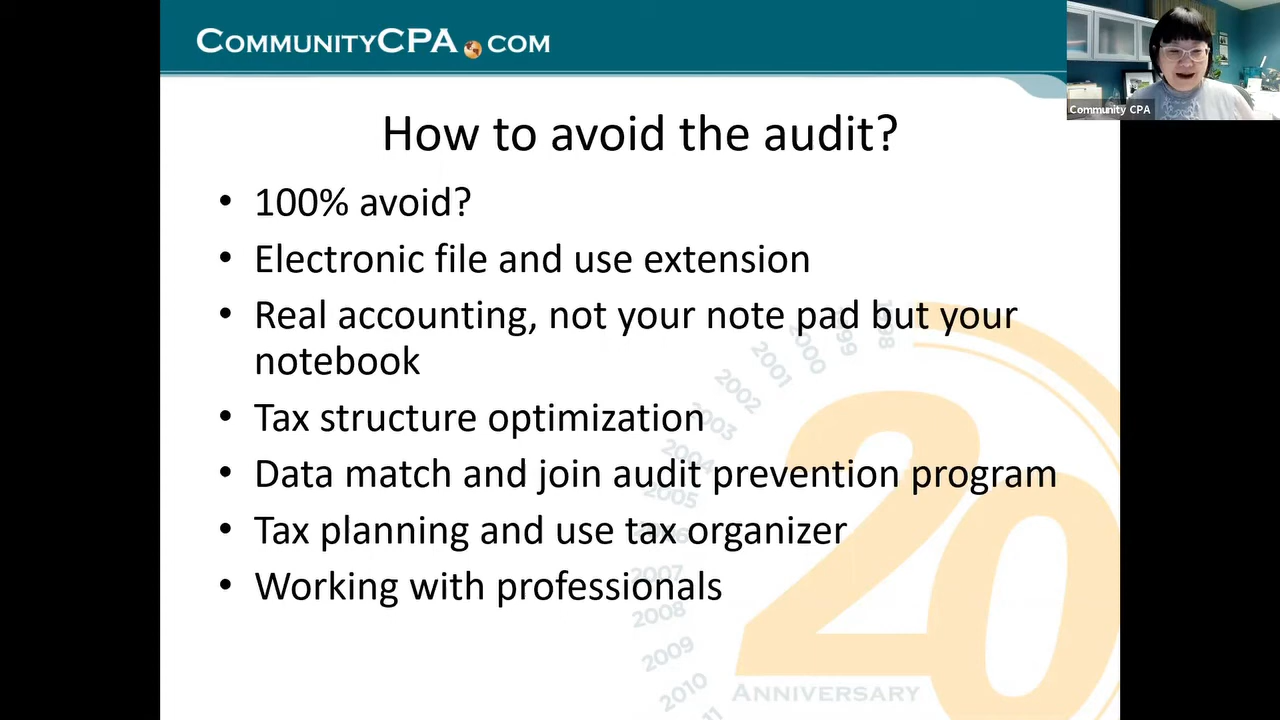 COMMUNITYCPA.COM
Community CPA
How to avoid the audit?
• 100% avoid?
• Electronic file and use extension
• Real accounting, not your note pad but your
notebook
• Tax structure optimization
• Data match and join audit prevention program
• Tax planning and use tax organizer
• Working with professionals
2000
2001
2002
2003
2004
2005
2007
2008
2009
2010
20
ANNIVERSARY